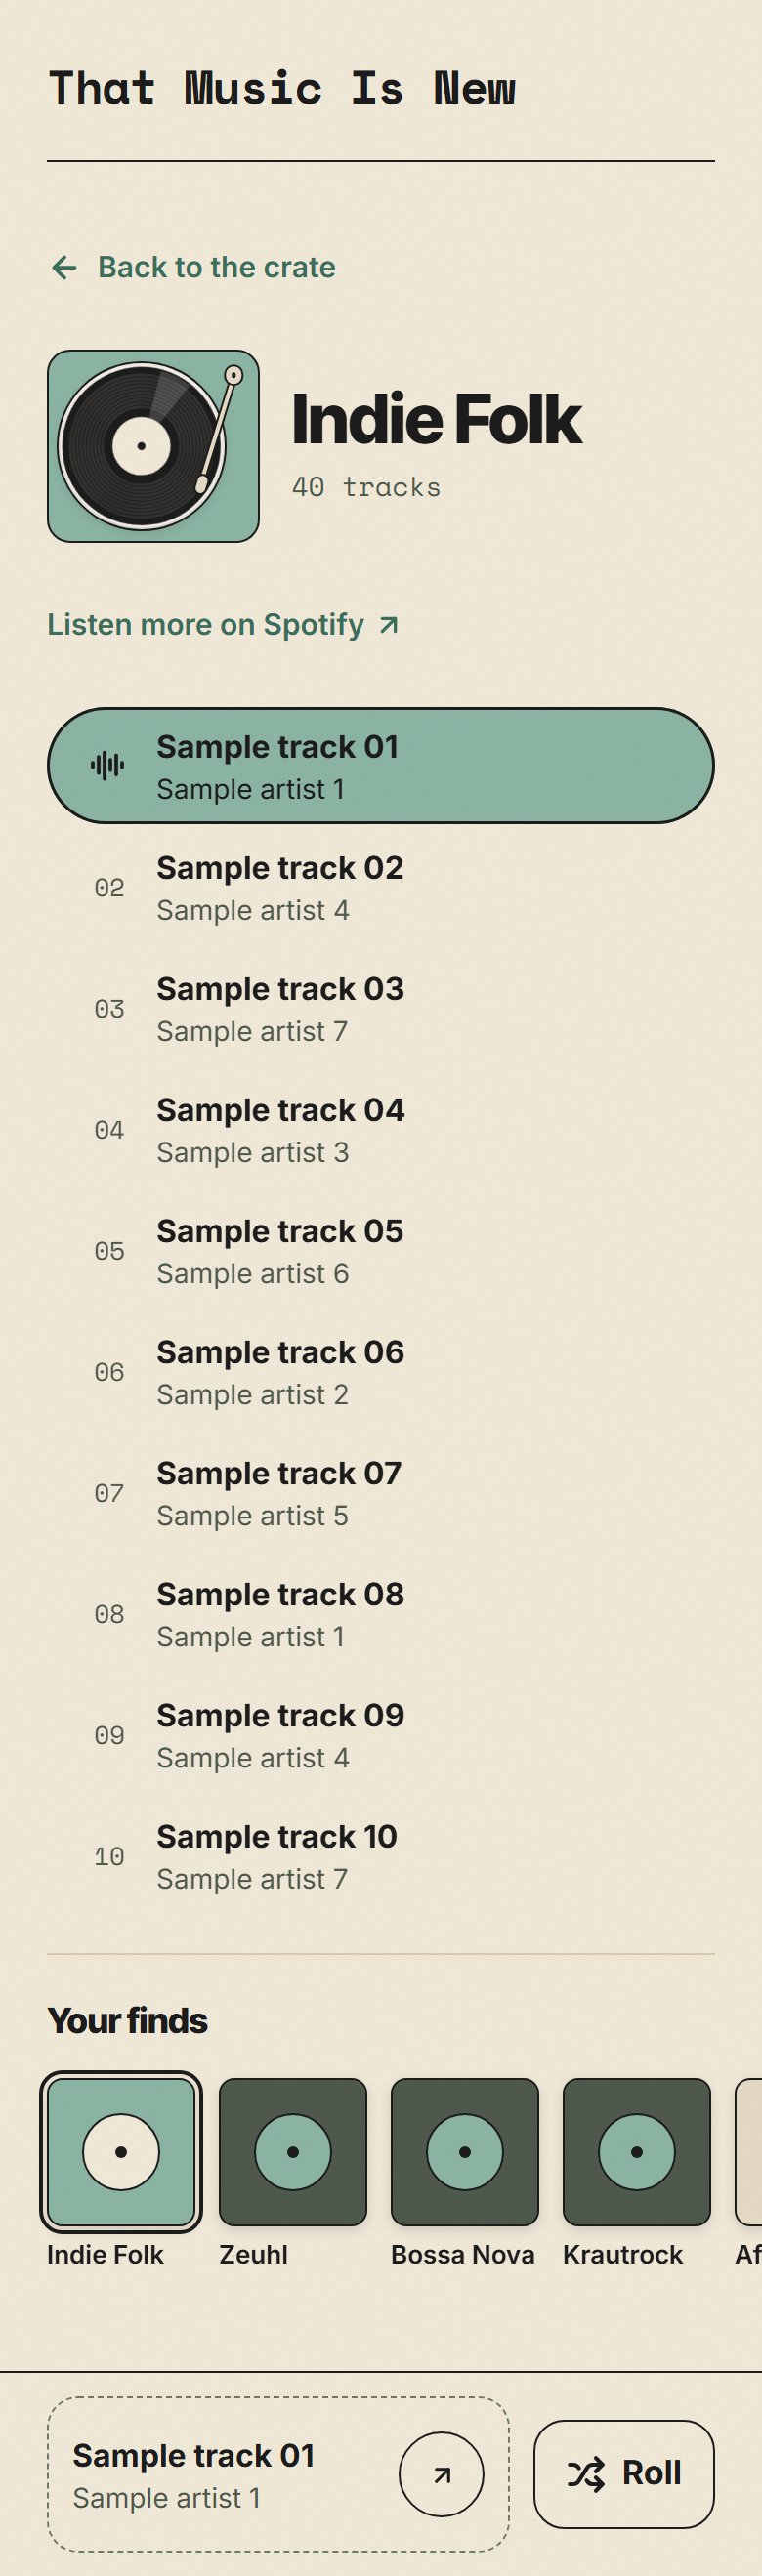 That Music Is New
Back to the crate
Indie Folk
40 tracks
Listen more on Spotify
Sample track 01
Sample artist 1
02
Sample track 02
Sample artist 4
03
Sample track 03
Sample artist 7
04
Sample track 04
Sample artist 3
05
Sample track 05
Sample artist 6
06
Sample track 06
Sample artist 2
07
Sample track 07
Sample artist 5
08
Sample track 08
Sample artist 1
09
Sample track 09
Sample artist 4
10
Sample track 10
Sample artist 7
Your finds
Indie Folk Zeuhl Bossa Nova Krautrock
Sample track 01
Sample artist 1
Roll